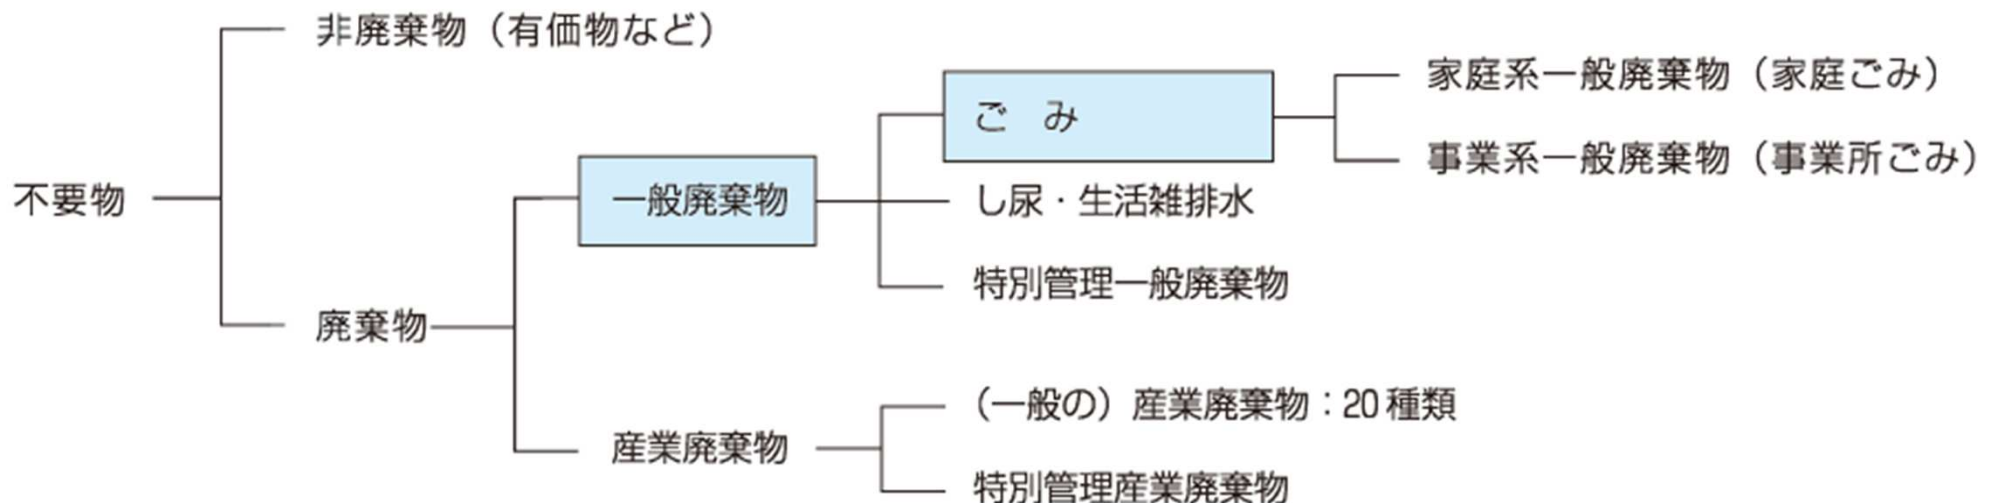 不要物
非廃棄物（有価物など）
廃棄物
一般廃棄物
ごみ
家庭系一般廃棄物（家庭ごみ）
事業系一般廃棄物（事業所ごみ）
し尿・生活雑排水
特別管理一般廃棄物
産業廃棄物
（一般の）産業廃棄物：20種類
特別管理産業廃棄物